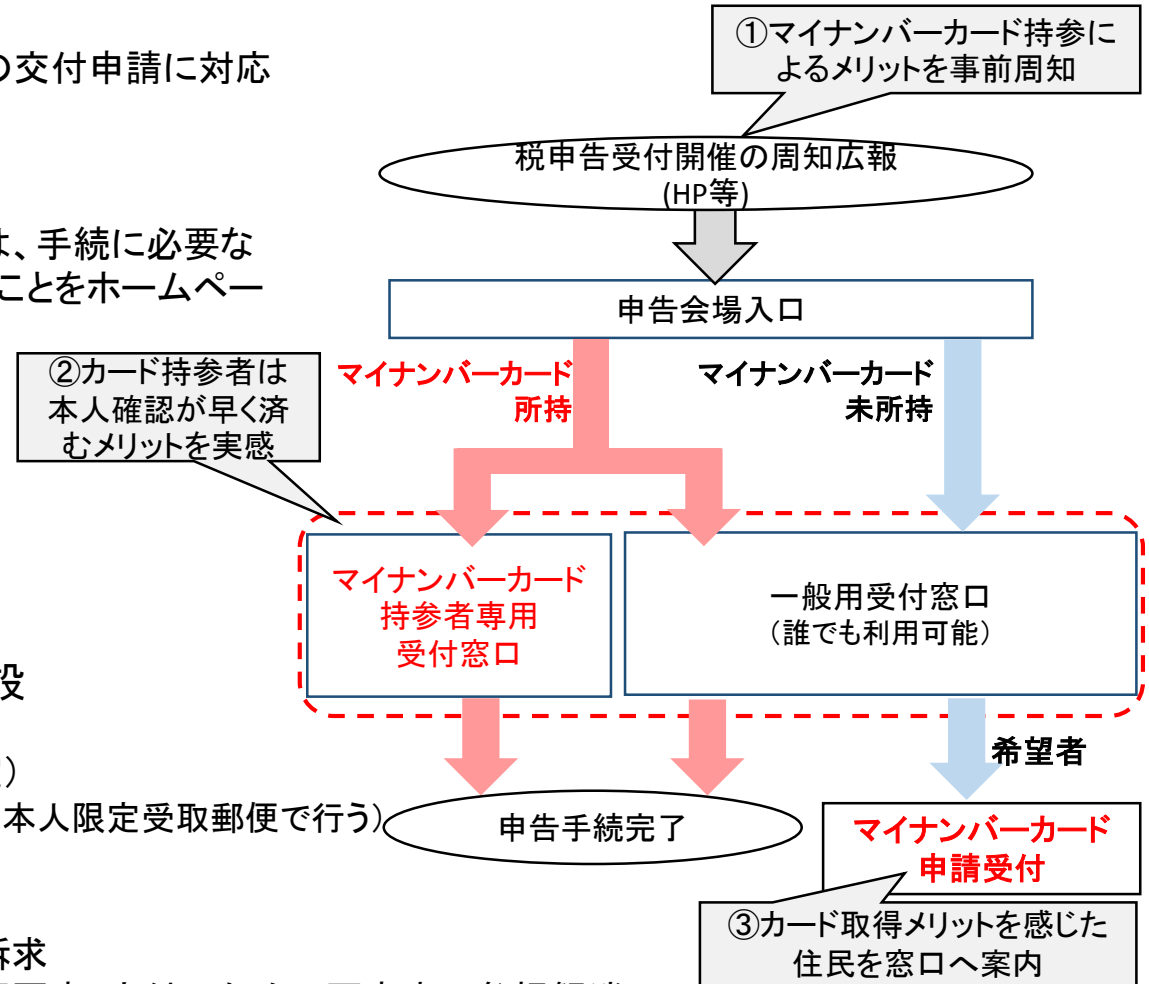 ①マイナンバーカード持参に
よるメリットを事前周知
の交付申請に対応
税申告受付開催の周知広報
(HP等)
は、手続に必要な
ことをホームペー
申告会場入口
②カード持参者は
本人確認が早く済
むメリットを実感
マイナンバーカード
所持
マイナンバーカード
未所持
マイナンバーカード
持参者専用
受付窓口
一般用受付窓口
（誰でも利用可能）
設
）
本人限定受取郵便で行う）
希望者
申告手続完了
マイナンバーカード
申請受付
③カード取得メリットを感じた
住民を窓口へ案内
訴求